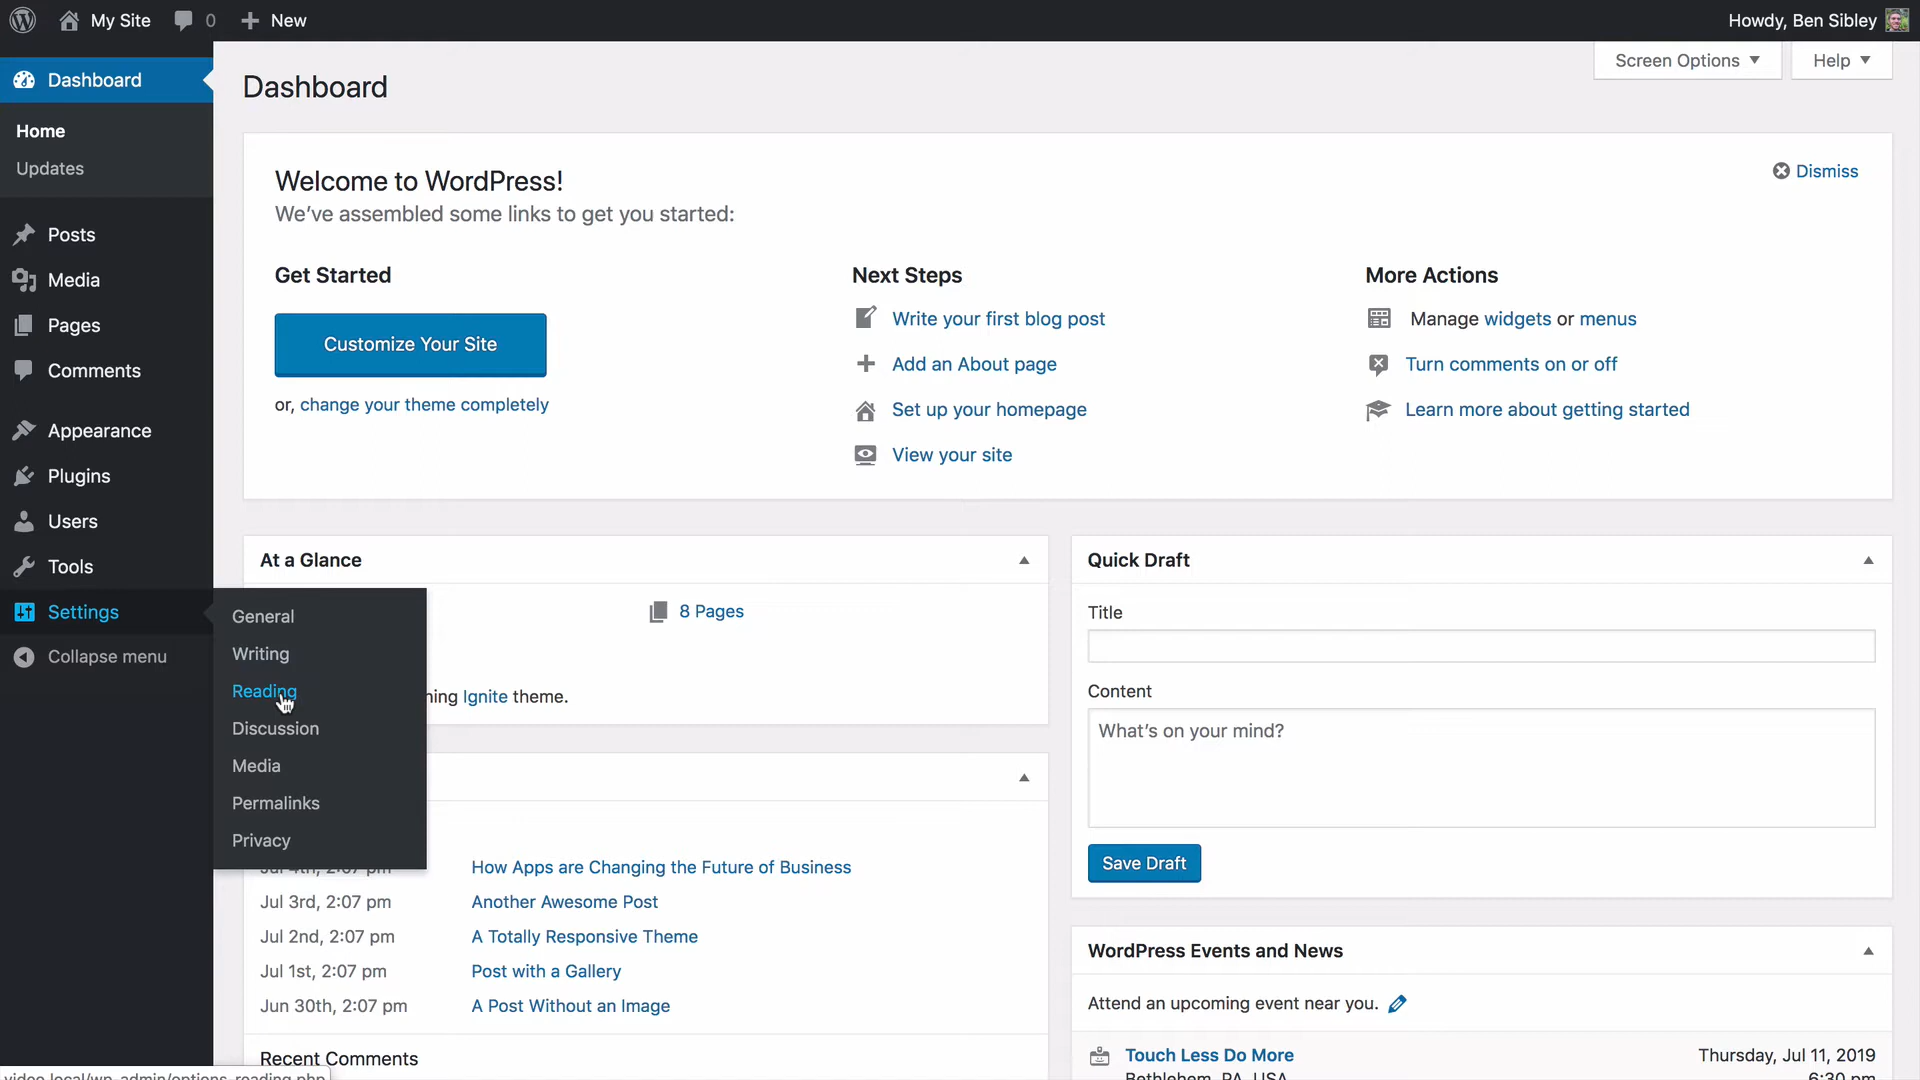 My Site
0
New
Howdy, Ben Sibley
Screen Options
Help
Dashboard
Home
Updates
Posts
Media
Pages
Comments
Appearance
Plugins
Users
Tools
Settings
Collapse menu
General
Writing
Reading
Discussion
Media
Permalinks
Privacy
Dashboard
Welcome to WordPress!
We've assembled some links to get you started:
Dismiss
Get Started
Customize Your Site
or, change your theme completely
Next Steps
Write your first blog post
Add an About page
Set up your homepage
View your site
More Actions
Manage widgets or menus
Turn comments on or off
Learn more about getting started
At a Glance
8 Pages
Ignite theme.
How Apps are Changing the Future of Business
Jul 3rd, 2:07 pm Another Awesome Post
Jul 2nd, 2:07 pm A Totally Responsive Theme
Jul 1st, 2:07 pm Post with a Gallery
Jun 30th, 2:07 pm A Post Without an Image
Recent Comments
Quick Draft
Title
Content
What's on your mind?
Save Draft
WordPress Events and News
Attend an upcoming event near you.
Touch Less Do More
Thursday, Jul 11, 2019
Bethlehem, PA, USA
6:30 pm
video.local/wp-admin/options-reading.php